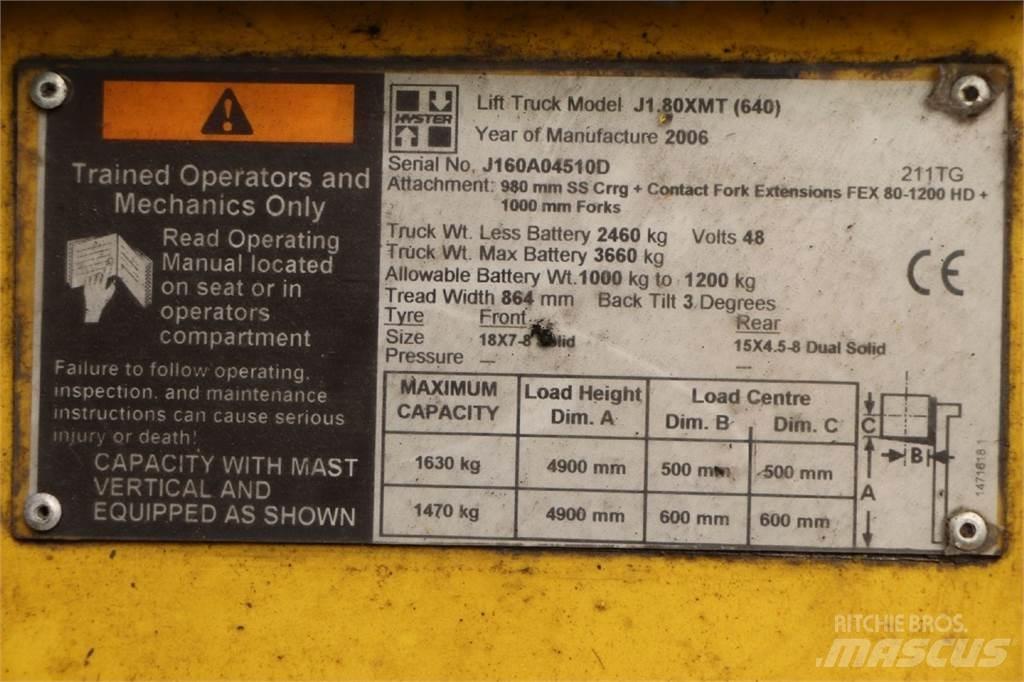 Trained Operators and
Mechanics Only
Read Operating
Manual located
on seat or in
operators
compartment
Failure to follow operating,
inspection, and maintenance
instructions can cause serious
injury or death!
CAPACITY WITH MAST
VERTICAL AND
EQUIPPED AS SHOWN
HYSTER
Lift Truck Model J1.80XMT (640)
Year of Manufacture 2006
Serial No. J160A04510D 211TG
Attachment: 980 mm SS Crrg + Contact Fork Extensions FEX 80-1200 HD +
1000 mm Forks
Truck Wt. Less Battery 2460 kg Volts 48
Truck Wt. Max Battery 3660 kg
Allowable Battery Wt. 1000 kg to 1200 kg
Tread Width 864 mm Back Tilt 3 Degrees
Tyre Front Rear
Size 18X7-8 Solid 15X4.5-8 Dual Solid
Pressure — —
CE
MAXIMUM CAPACITY Load Height Dim. A Load Centre Dim. B Dim. C
1630 kg 4900 mm 500 mm 500 mm
1470 kg 4900 mm 600 mm 600 mm
C
B
A
1471618 1
RITCHIE BROS.
MASCUS